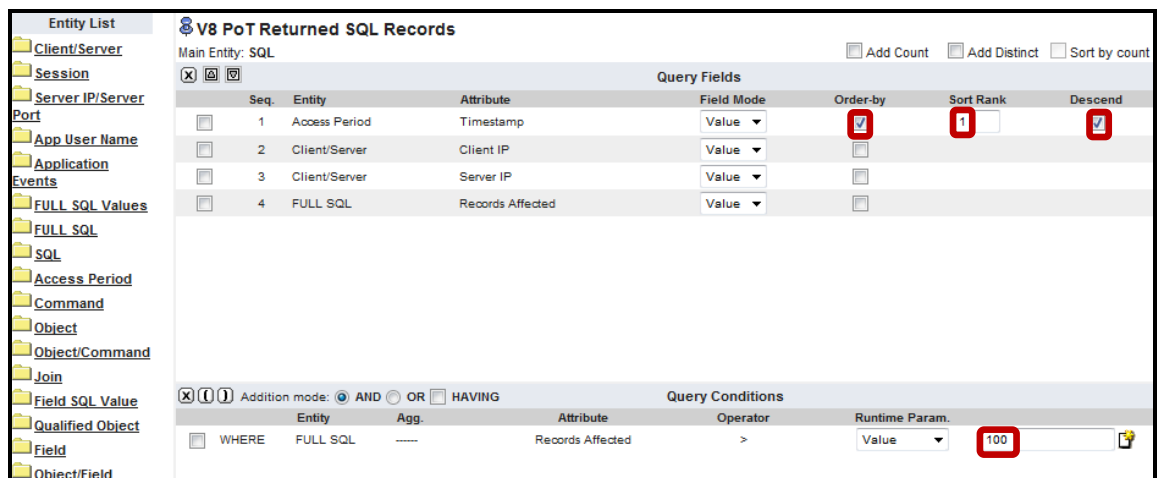 Entity List
Client/Server
Session
Server IP/Server
Port
App User Name
Application
Events
FULL SQL Values
FULL SQL
SQL
Access Period
Command
Object
Object/Command
Join
Field SQL Value
Qualified Object
Field
Object/Field
V8 PoT Returned SQL Records
Main Entity: SQL
Add Count Add Distinct Sort by count
Query Fields
Seq. Entity Attribute Field Mode Order-by Sort Rank Descend
1 Access Period Timestamp Value 1
2 Client/Server Client IP Value
3 Client/Server Server IP Value
4 FULL SQL Records Affected Value
( ) Addition mode: AND OR HAVING Query Conditions
Entity Agg. Attribute Operator Runtime Param.
WHERE FULL SQL ------ Records Affected > Value 100